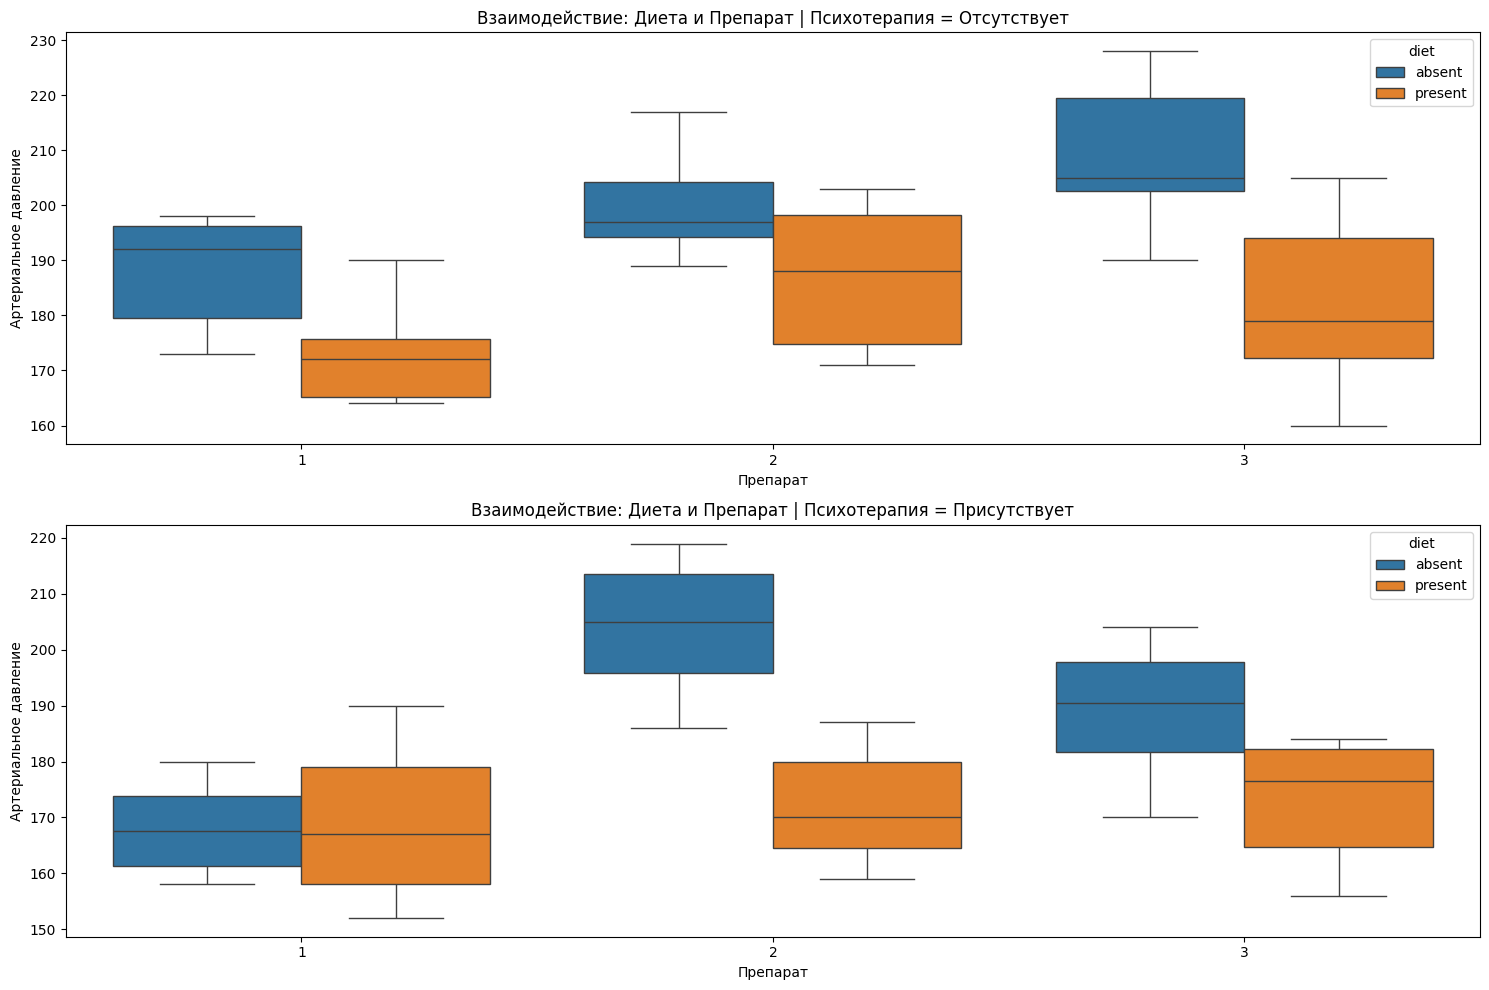 Взаимодействие: Диета и Препарат | Психотерапия = Отсутствует
230
220
210
200
190
180
170
160
Артериальное давление
diet
absent
present
1 2 3
Препарат
Взаимодействие: Диета и Препарат | Психотерапия = Присутствует
220
210
200
190
180
170
160
150
Артериальное давление
diet
absent
present
1 2 3
Препарат